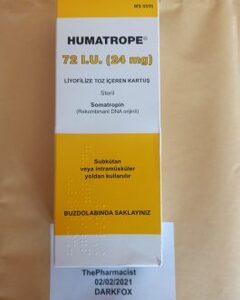 HUMATROPE®
72 I.U. (24 mg)
LİYOFİLİZE TOZ İÇEREN KARTUŞ
Steril
Somatropin
(Rekombinant DNA orijinli)
Subkütan
veya intramüsküler
yoldan kullanılır
BUZDOLABINDA SAKLAYINIZ
ThePharmacist
02/02/2021
DARKFOX